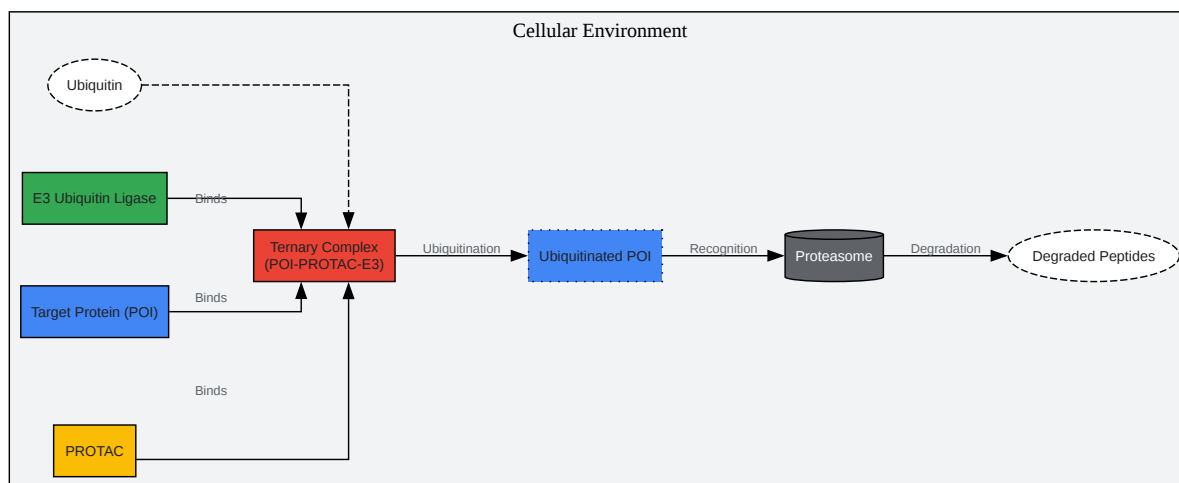 Cellular Environment
Ubiquitin
E3 Ubiquitin Ligase
Binds
Ternary Complex
(POI-PROTAC-E3)
Ubiquitination
Ubiquitinated POI
Recognition
Proteasome
Degradation
Degraded Peptides
Target Protein (POI)
Binds
Binds
PROTAC